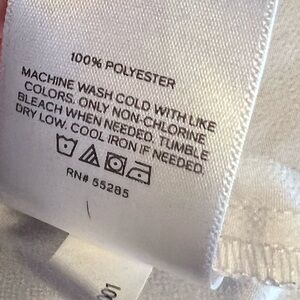 100% POLYESTER
MACHINE WASH COLD WITH LIKE
COLORS. ONLY NON-CHLORINE
BLEACH WHEN NEEDED. TUMBLE
DRY LOW. COOL IRON IF NEEDED.
RN# 55285
001